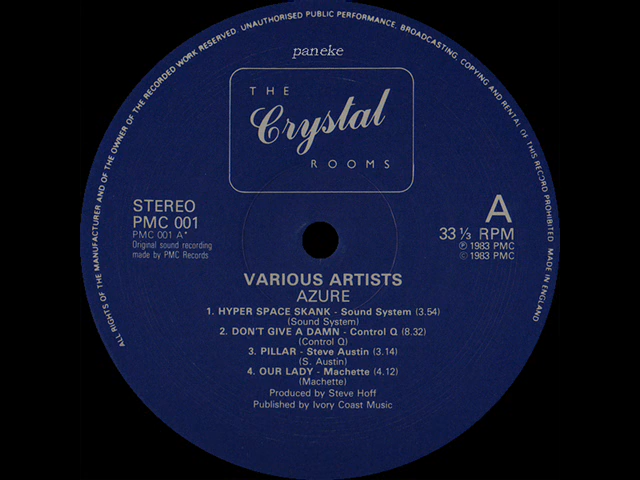 ALL RIGHTS OF THE MANUFACTURER AND OF THE OWNER OF THE RECORDED WORK RESERVED. UNAUTHORISED PUBLIC PERFORMANCE, BROADCASTING, COPYING AND RENTAL OF THIS RECORD PROHIBITED MADE IN ENGLAND
paneke
THE
Crystal
ROOMS
STEREO
PMC 001
PMC 001 A*
Original sound recording
made by PMC Records
A
33 ⅓ RPM
℗ 1983 PMC
© 1983 PMC
VARIOUS ARTISTS
AZURE
1. HYPER SPACE SKANK - Sound System (3.54)
(Sound System)
2. DON'T GIVE A DAMN - Control Q (8.32)
(Control Q)
3. PILLAR - Steve Austin (3.14)
(S. Austin)
4. OUR LADY - Machette (4.12)
(Machette)
Produced by Steve Hoff
Published by Ivory Coast Music